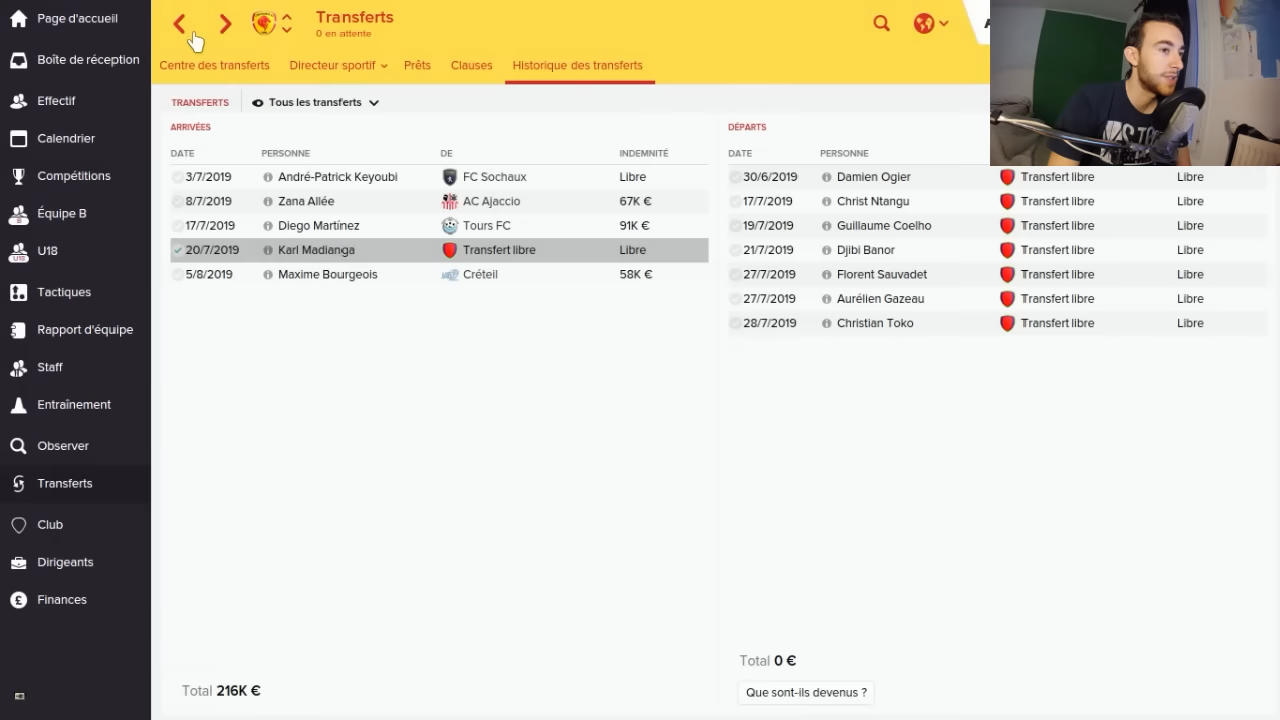 Page d'accueil
Boîte de réception
Effectif
Calendrier
Compétitions
Équipe B
U18
Tactiques
Rapport d'équipe
Staff
Entraînement
Observer
Transferts
Club
Dirigeants
Finances
Transferts
0 en attente
Centre des transferts Directeur sportif Prêts Clauses Historique des transferts
TRANSFERTS Tous les transferts
ARRIVÉES
DATE PERSONNE DE INDEMNITÉ
3/7/2019 André-Patrick Keyoubi FC Sochaux Libre
8/7/2019 Zana Allée AC Ajaccio 67K €
17/7/2019 Diego Martínez Tours FC 91K €
20/7/2019 Karl Madianga Transfert libre Libre
5/8/2019 Maxime Bourgeois Créteil 58K €
Total 216K €
DÉPARTS
DATE PERSONNE
30/6/2019 Damien Ogier Transfert libre Libre
17/7/2019 Christ Ntangu Transfert libre Libre
19/7/2019 Guillaume Coelho Transfert libre Libre
21/7/2019 Djibi Banor Transfert libre Libre
27/7/2019 Florent Sauvadet Transfert libre Libre
27/7/2019 Aurélien Gazeau Transfert libre Libre
28/7/2019 Christian Toko Transfert libre Libre
Total 0 €
Que sont-ils devenus ?